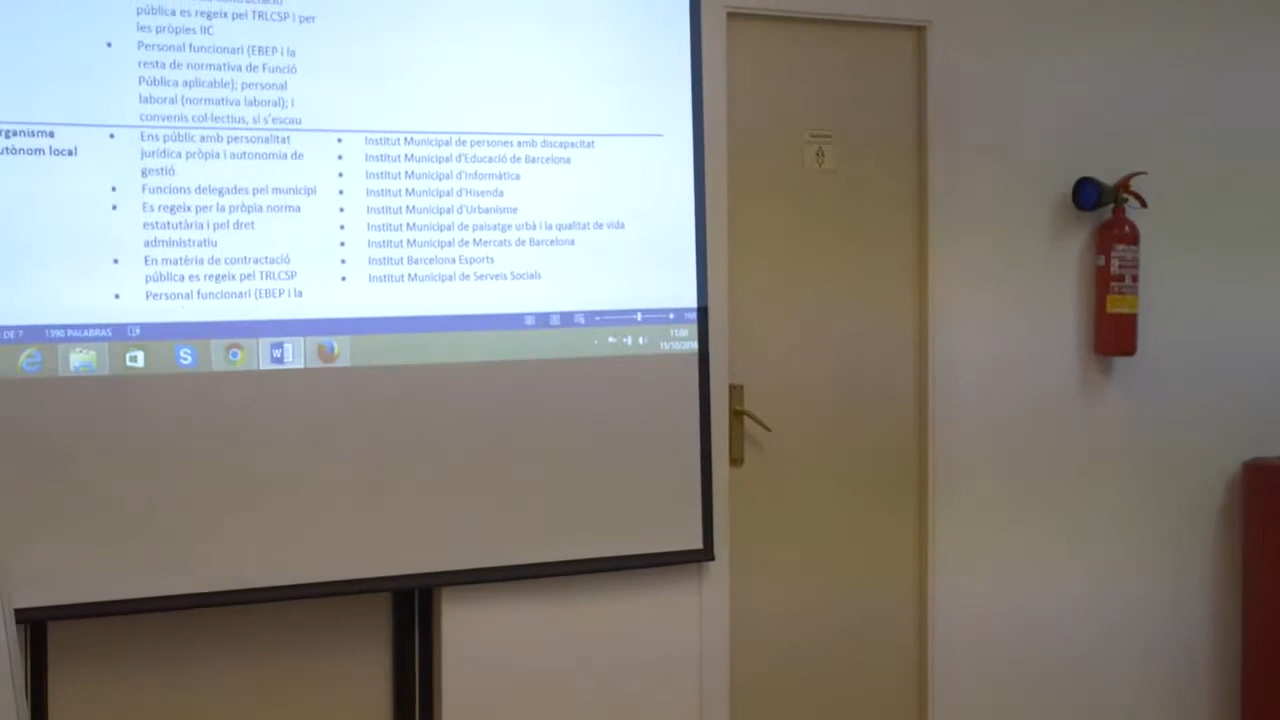 pública es regeix pel TRLCSP i per
les pròpies IIC
Personal funcionari (EBEP i la
resta de normativa de Funció
Pública aplicable); personal
laboral (normativa laboral); i
convenis col·lectius, si s'escau
rganisme
utònom local
Ens públic amb personalitat
jurídica pròpia i autonomia de
gestió
Funcions delegades pel municipi
Es regeix per la pròpia norma
estatutària i pel dret
administratiu
En matèria de contractació
pública es regeix pel TRLCSP
Personal funcionari (EBEP i la
Institut Municipal de persones amb discapacitat
Institut Municipal d'Educació de Barcelona
Institut Municipal d'Informàtica
Institut Municipal d'Hisenda
Institut Municipal d'Urbanisme
Institut Municipal de paisatge urbà i la qualitat de vida
Institut Municipal de Mercats de Barcelona
Institut Barcelona Esports
Institut Municipal de Serveis Socials
DE 7 1390 PALABRAS
11:00